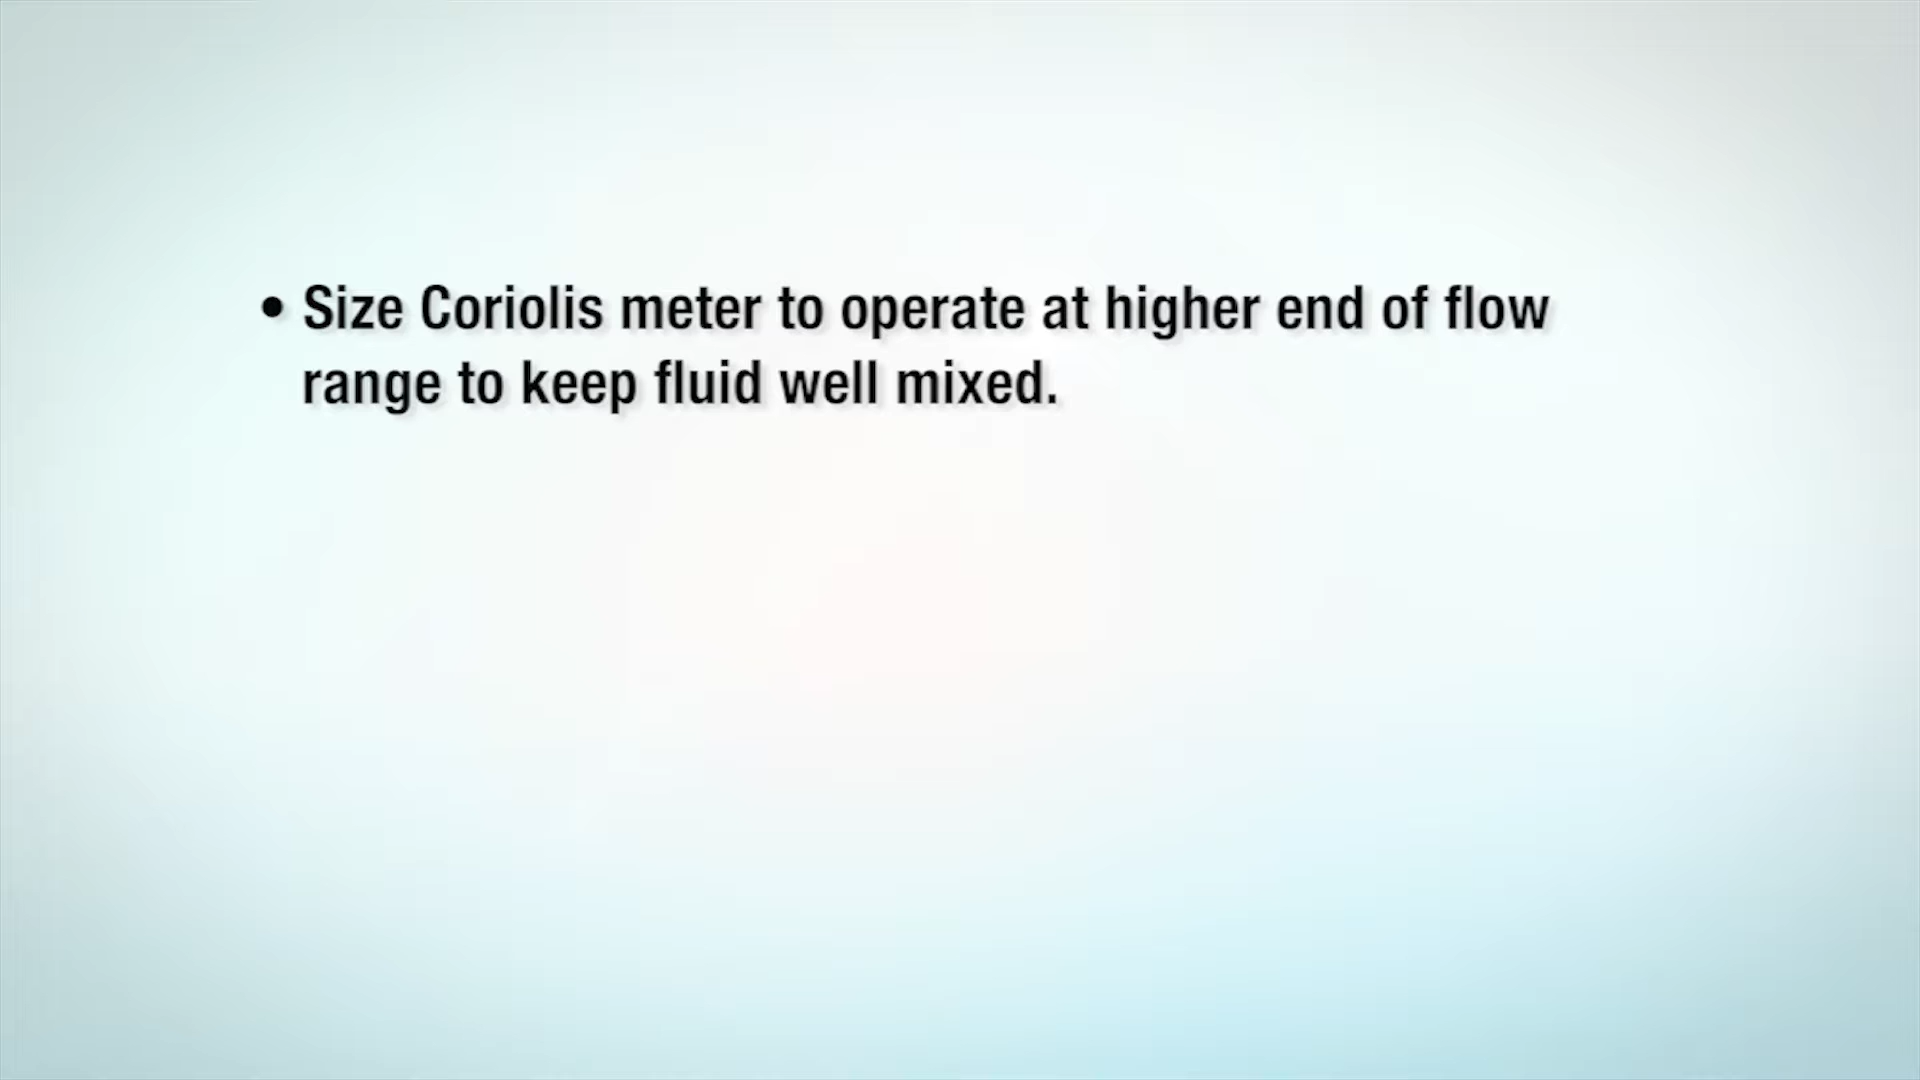 • Size Coriolis meter to operate at higher end of flow
range to keep fluid well mixed.